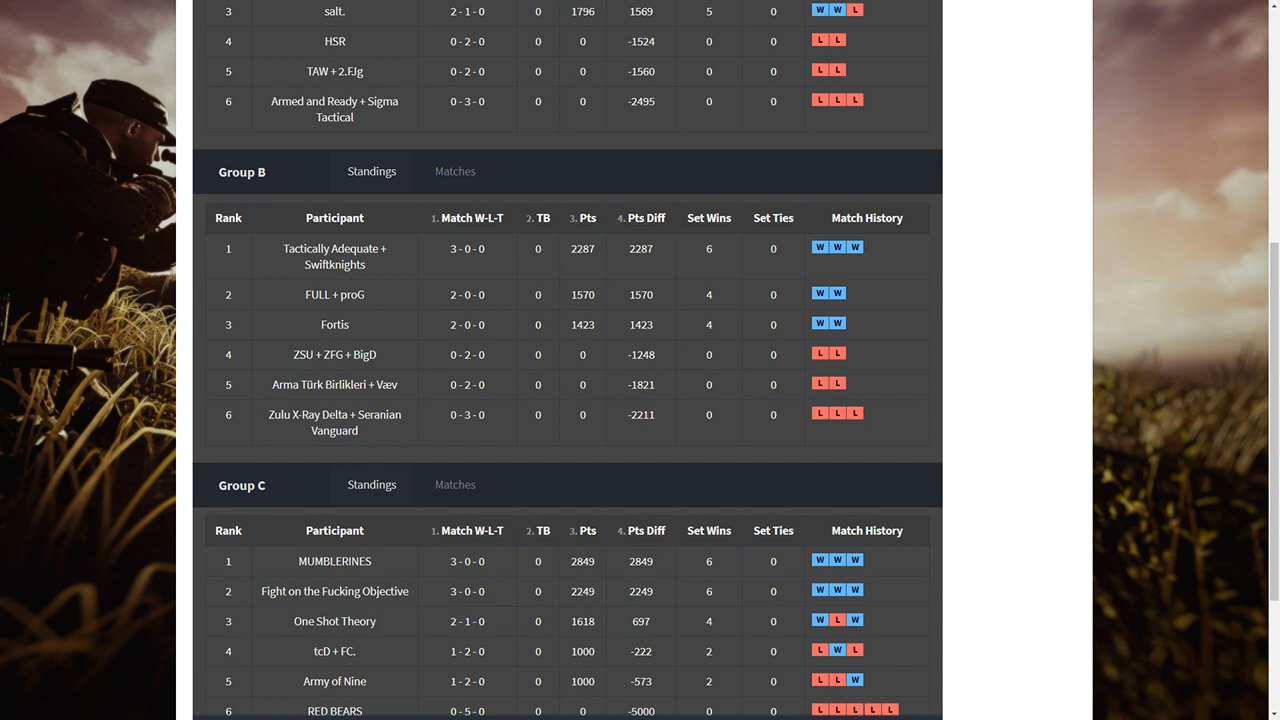 3 salt. 2 - 1 - 0 0 1796 1569 5 0 W W L
4 HSR 0 - 2 - 0 0 0 -1524 0 0 L L
5 TAW + 2.FJg 0 - 2 - 0 0 0 -1560 0 0 L L
6 Armed and Ready + Sigma Tactical 0 - 3 - 0 0 0 -2495 0 0 L L L
Group B Standings Matches
Rank Participant 1. Match W-L-T 2. TB 3. Pts 4. Pts Diff Set Wins Set Ties Match History
1 Tactically Adequate + Swiftknights 3 - 0 - 0 0 2287 2287 6 0 W W W
2 FULL + proG 2 - 0 - 0 0 1570 1570 4 0 W W
3 Fortis 2 - 0 - 0 0 1423 1423 4 0 W W
4 ZSU + ZFG + BigD 0 - 2 - 0 0 0 -1248 0 0 L L
5 Arma Türk Birlikleri + Væv 0 - 2 - 0 0 0 -1821 0 0 L L
6 Zulu X-Ray Delta + Seranian Vanguard 0 - 3 - 0 0 0 -2211 0 0 L L L
Group C Standings Matches
Rank Participant 1. Match W-L-T 2. TB 3. Pts 4. Pts Diff Set Wins Set Ties Match History
1 MUMBLERINES 3 - 0 - 0 0 2849 2849 6 0 W W W
2 Fight on the Fucking Objective 3 - 0 - 0 0 2249 2249 6 0 W W W
3 One Shot Theory 2 - 1 - 0 0 1618 697 4 0 W L W
4 tcD + FC. 1 - 2 - 0 0 1000 -222 2 0 L W L
5 Army of Nine 1 - 2 - 0 0 1000 -573 2 0 L L W
6 RED BEARS 0 - 5 - 0 0 0 -5000 0 0 L L L L L